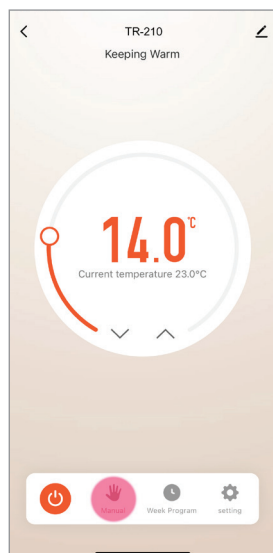 TR-210
Keeping Warm
14.0℃
Current temperature 23.0°C
Manual
Week Program
setting